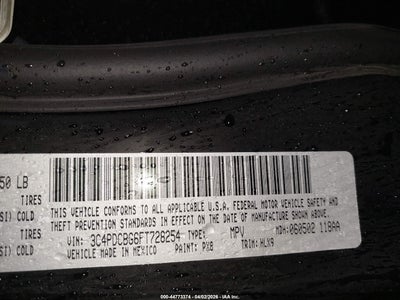 50 LB
TIRES
SI) COLD
TIRES
SI) COLD
THIS VEHICLE CONFORMS TO ALL APPLICABLE U.S.A.
FEDERAL MOTOR VEHICLE SAFETY AND
THEFT PREVENTION STANDARDS IN EFFECT ON THE DATE OF MANUFACTURE SHOWN ABOVE.
VIN: 3C4PDCBG6FT728254 TYPE: MPV MDH: 060502 118AA
VEHICLE MADE IN MEXICO PAINT: PXB TRIM: HLX9
000-44773374 - 04/02/2026 - IAA Inc.